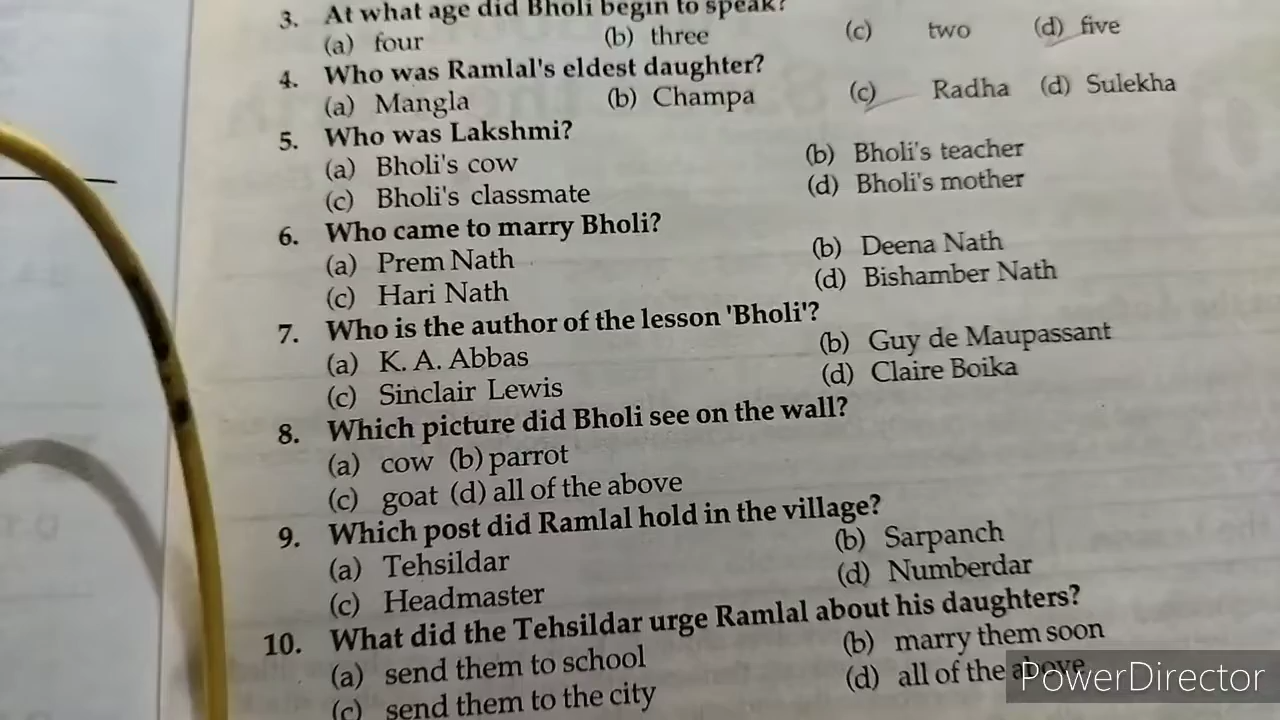 3. At what age did Bholi begin to speak?
(a) four (b) three (c) two (d) five
4. Who was Ramlal's eldest daughter?
(a) Mangla (b) Champa (c) Radha (d) Sulekha
5. Who was Lakshmi?
(a) Bholi's cow (b) Bholi's teacher
(c) Bholi's classmate (d) Bholi's mother
6. Who came to marry Bholi?
(a) Prem Nath (b) Deena Nath
(c) Hari Nath (d) Bishamber Nath
7. Who is the author of the lesson 'Bholi'?
(a) K. A. Abbas (b) Guy de Maupassant
(c) Sinclair Lewis (d) Claire Boika
8. Which picture did Bholi see on the wall?
(a) cow (b) parrot
(c) goat (d) all of the above
9. Which post did Ramlal hold in the village?
(a) Tehsildar (b) Sarpanch
(c) Headmaster (d) Numberdar
10. What did the Tehsildar urge Ramlal about his daughters?
(a) send them to school (b) marry them soon
(c) send them to the city (d) all of the above
PowerDirector